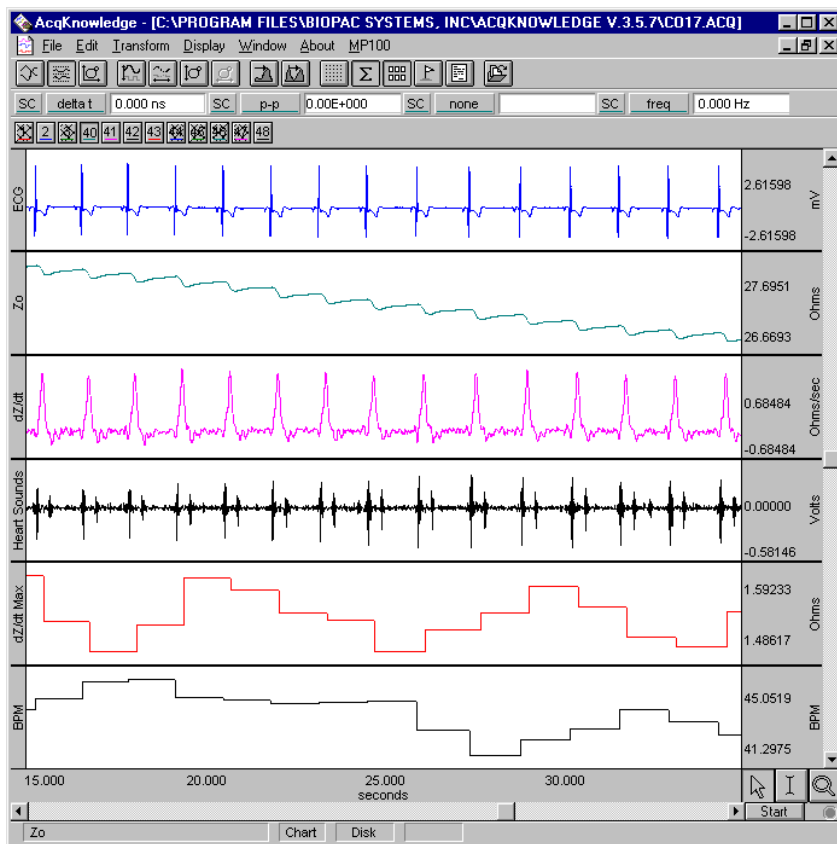 AcqKnowledge - [C:\PROGRAM FILES\BIOPAC SYSTEMS, INC\ACQKNOWLEDGE V.3.5.7\CO17.ACQ]
File Edit Transform Display Window About MP100
SC delta t 0.000 ns SC p-p 0.00E+000 SC none SC freq 0.000 Hz
2 40 41 42 43 48
ECG
2.61598
-2.61598
mV
Zo
27.6951
26.6693
Ohms
dZ/dt
0.68484
-0.68484
Ohms/sec
Heart Sounds
0.00000
-0.58146
Volts
dZ/dt Max
1.59233
1.48617
Ohms
BPM
45.0519
41.2975
BPM
15.000 20.000 25.000 30.000
seconds
Start
Zo Chart Disk